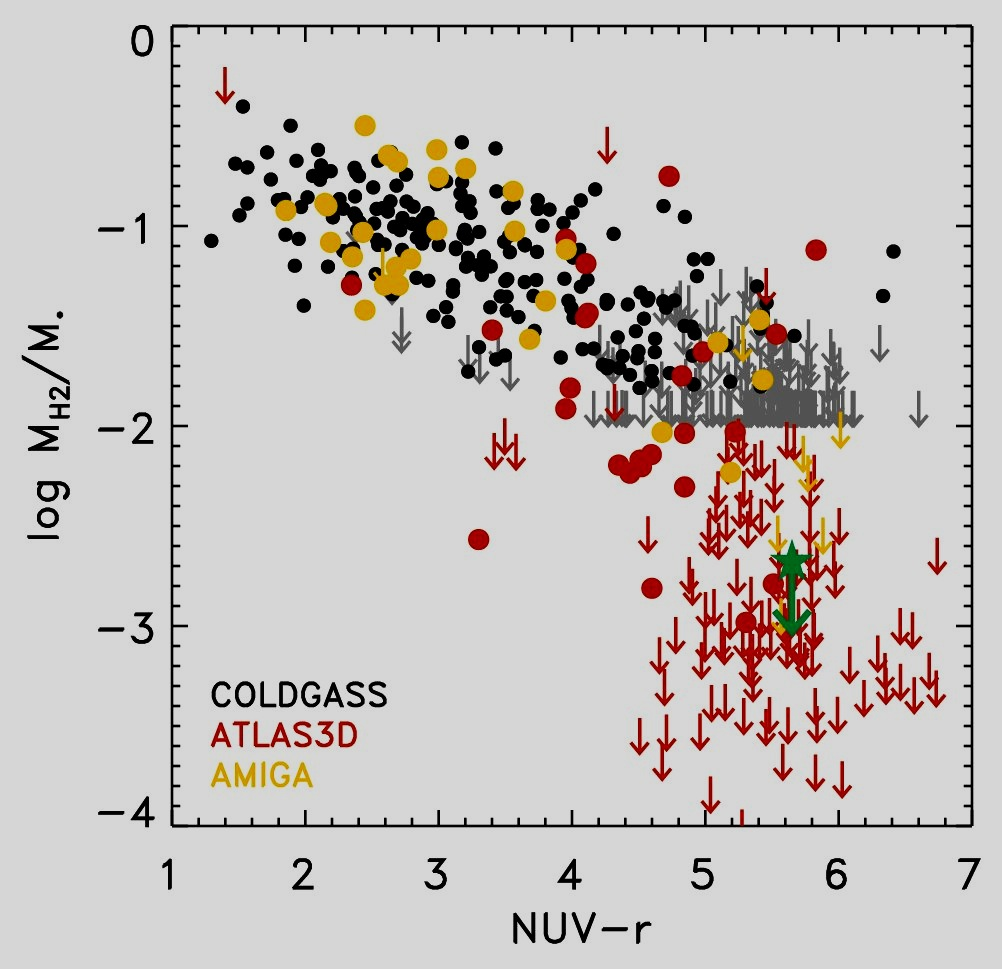 0
−1
−2
−3
−4
log M_H2/M.
COLDGASS
ATLAS3D
AMIGA
1 2 3 4 5 6 7
NUV−r